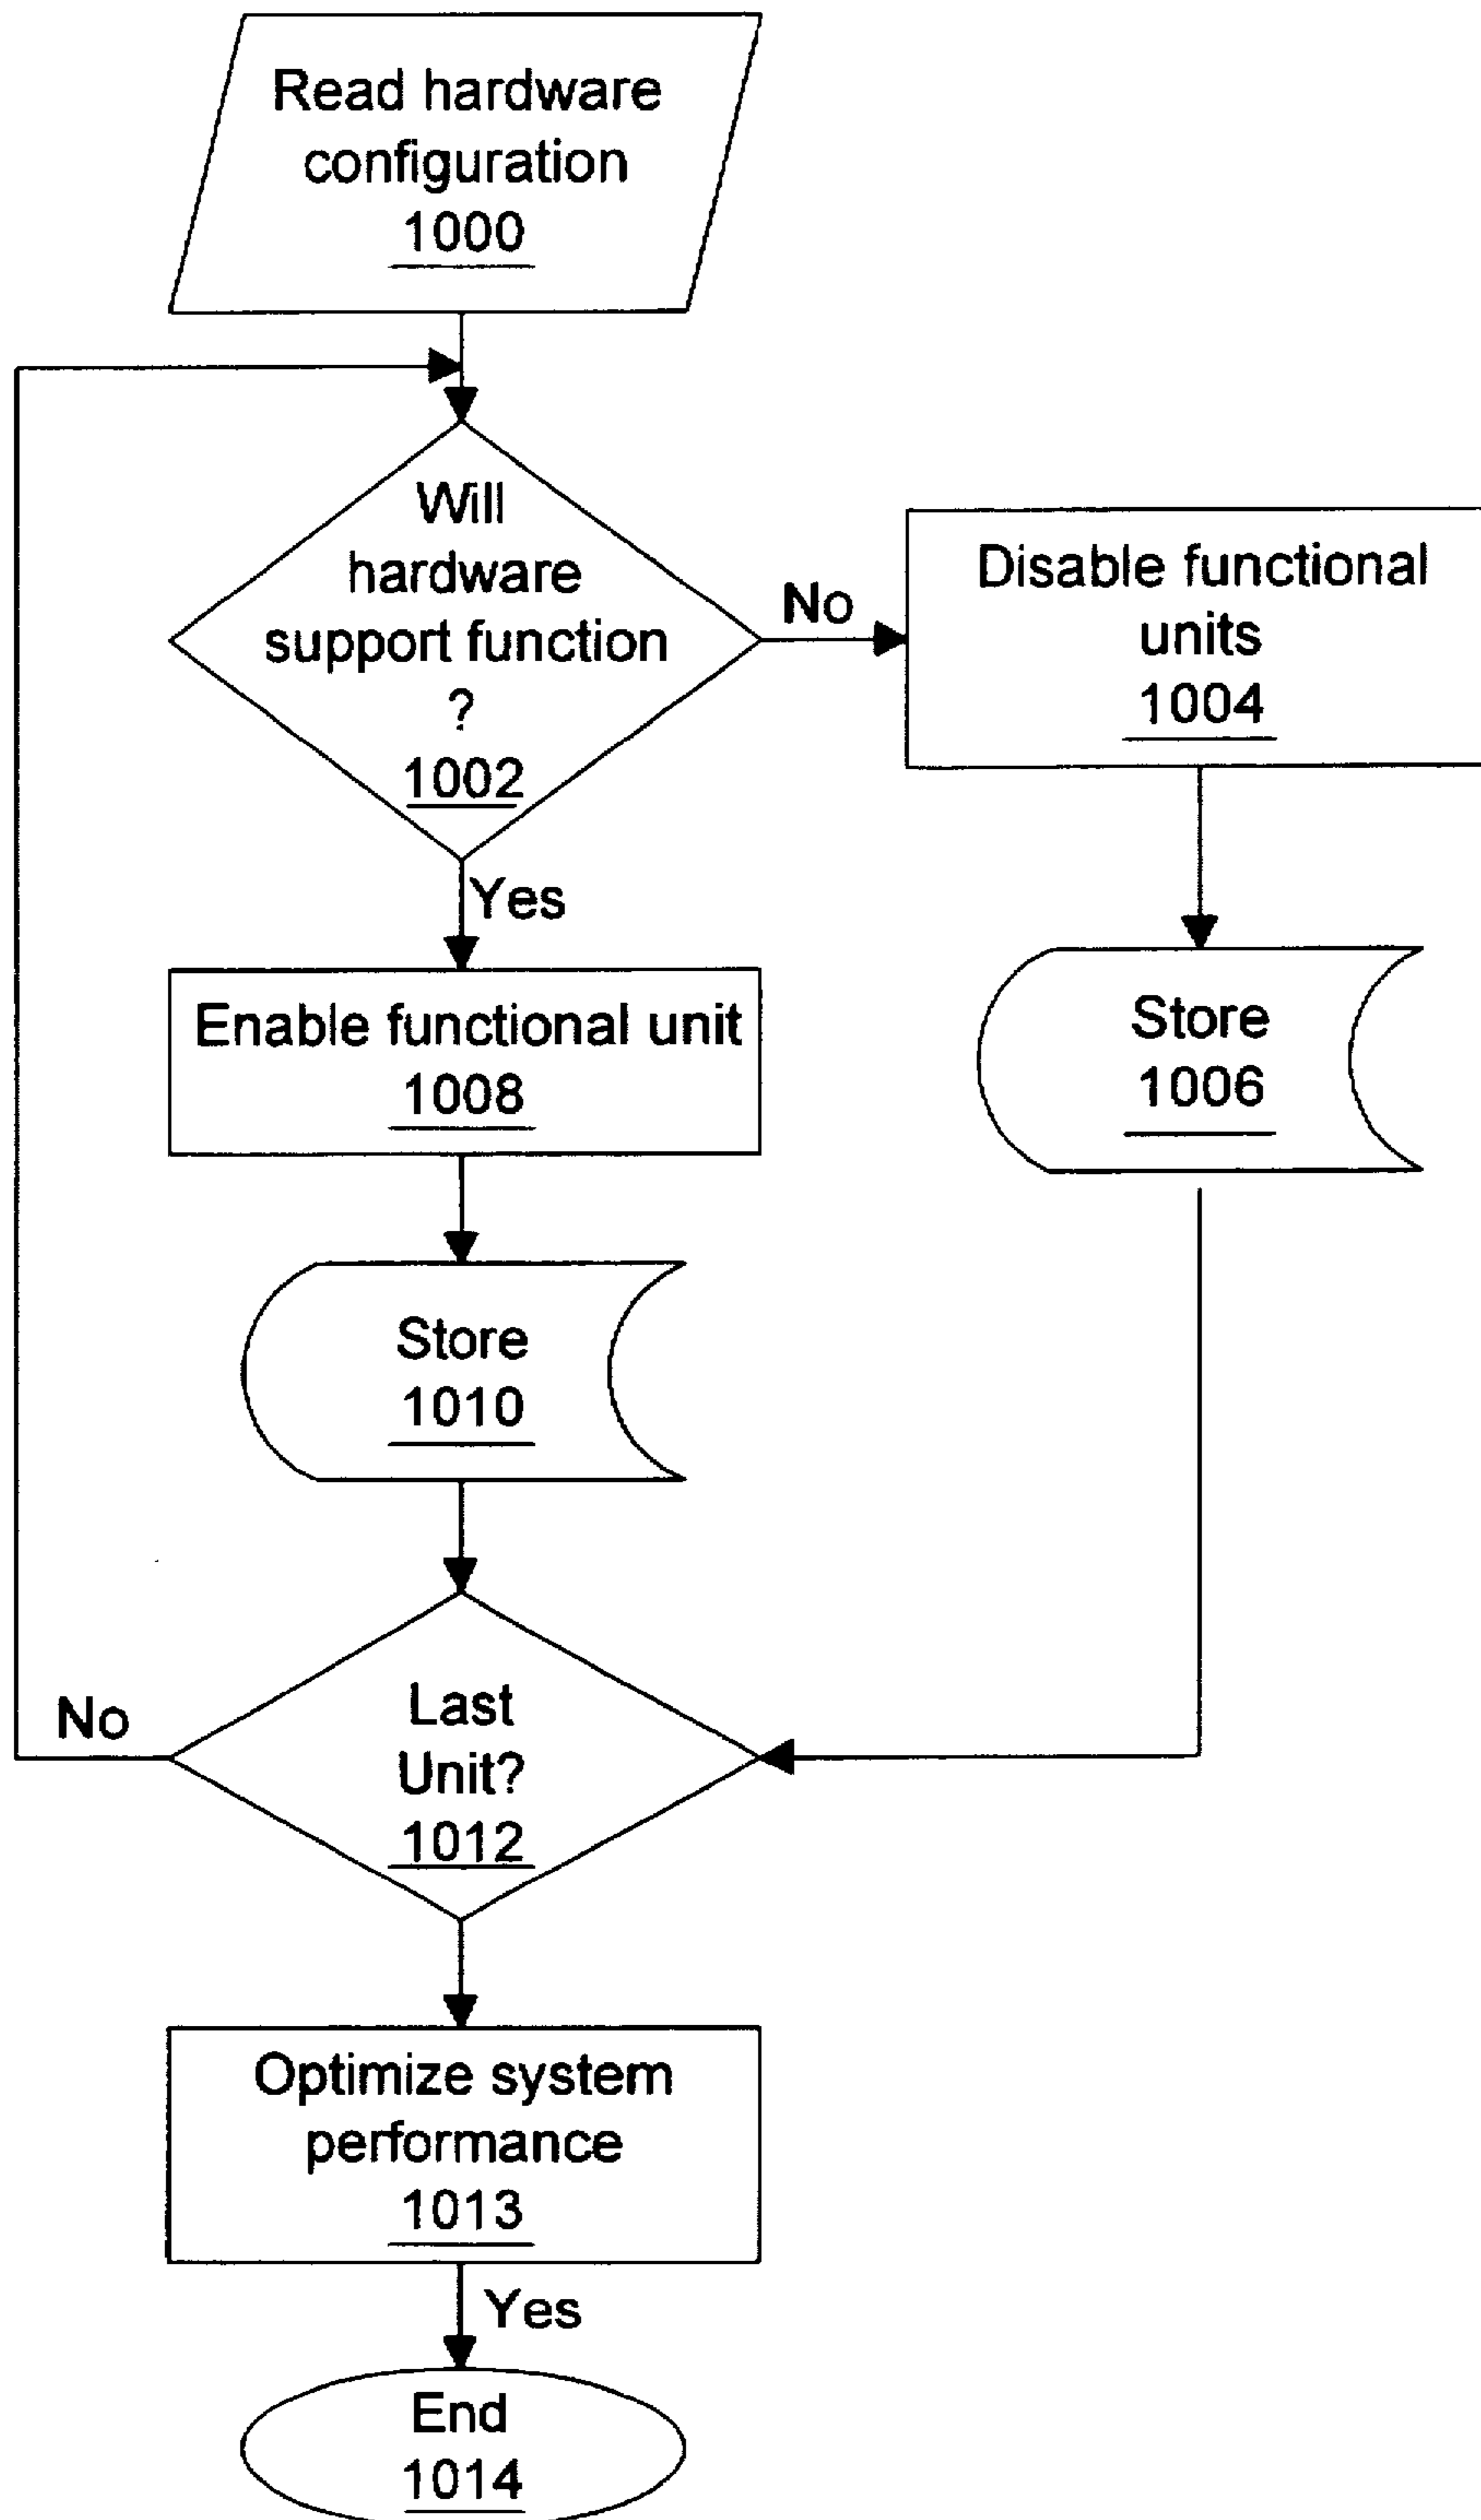 Read hardware
configuration
1000
Will
hardware
support function
?
1002
No
Disable functional
units
1004
Yes
Enable functional unit
1008
Store
1006
Store
1010
No
Last
Unit?
1012
Optimize system
performance
1013
Yes
End
1014